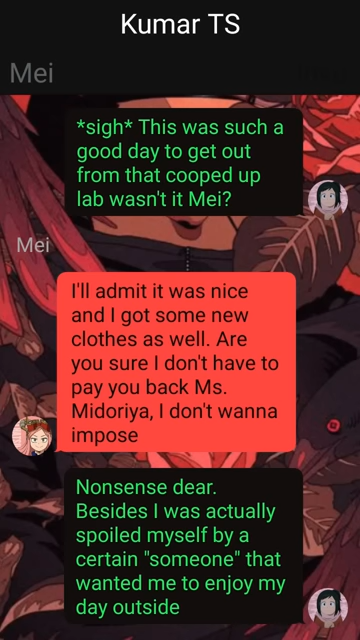 Kumar TS
Mei
*sigh* This was such a
good day to get out
from that cooped up
lab wasn't it Mei?
Mei
I'll admit it was nice
and I got some new
clothes as well. Are
you sure I don't have to
pay you back Ms.
Midoriya, I don't wanna
impose
Nonsense dear.
Besides I was actually
spoiled myself by a
certain "someone" that
wanted me to enjoy my
day outside